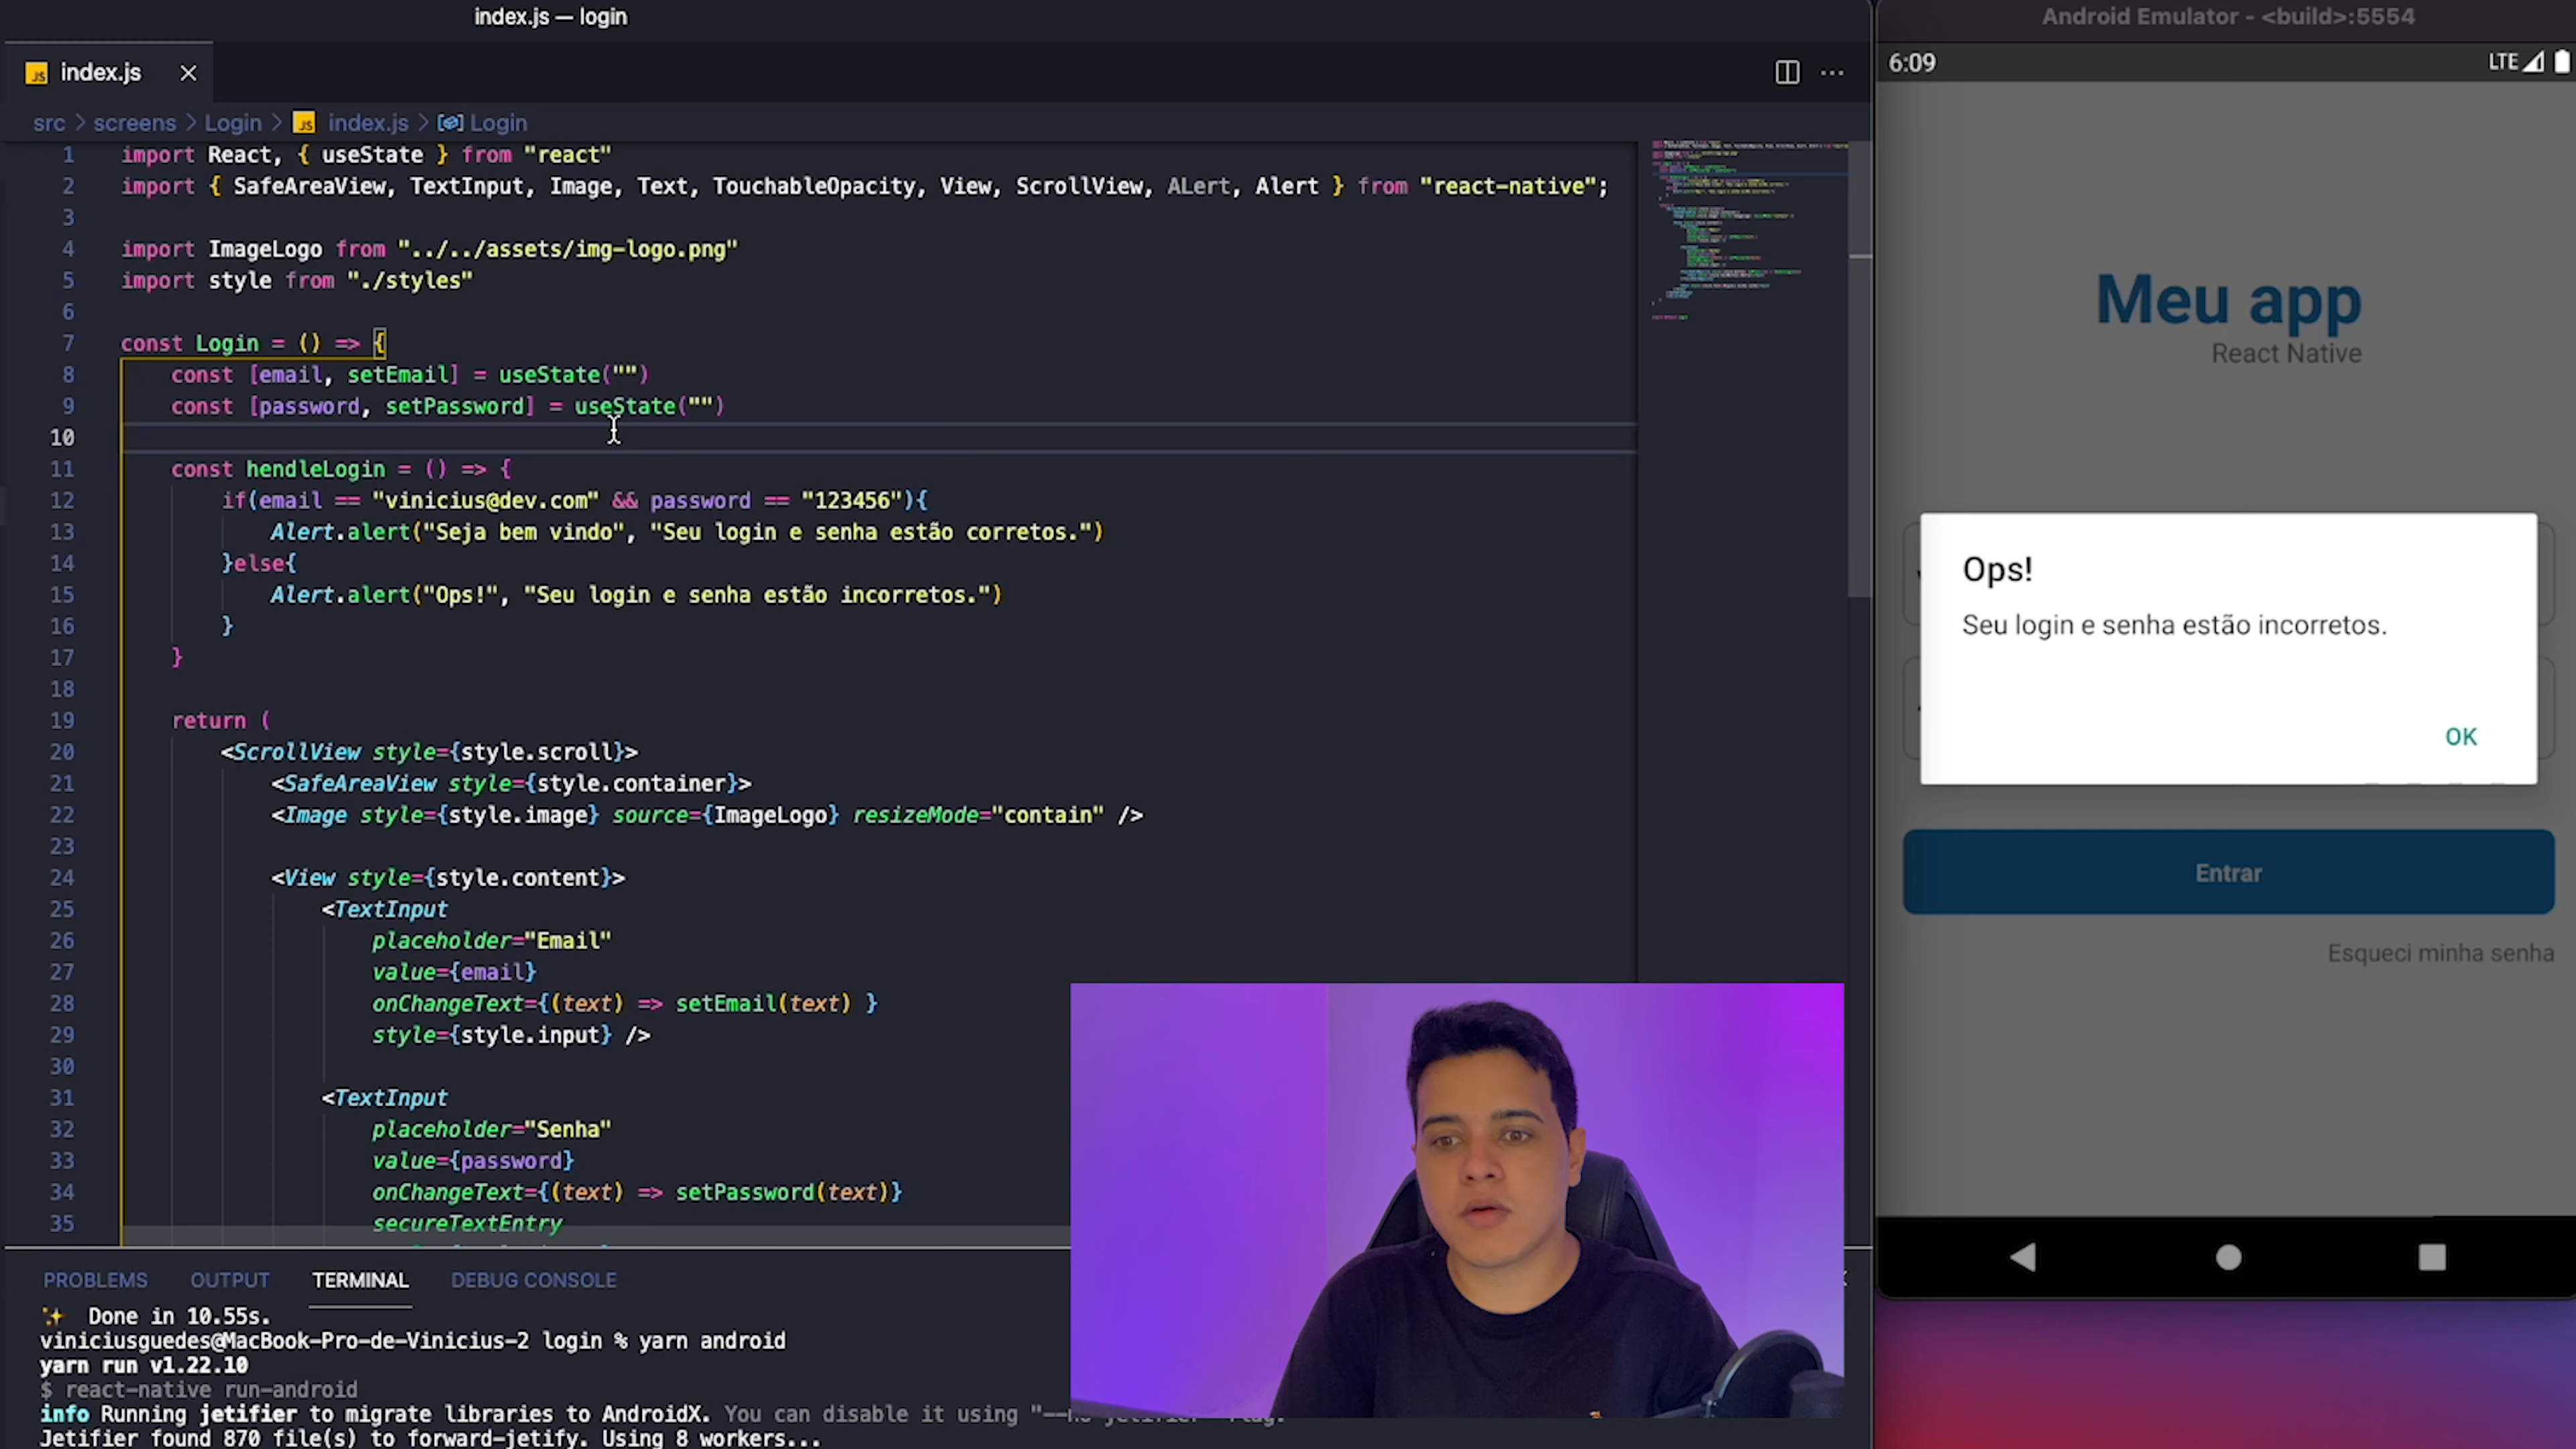 index.js — login
JS index.js
src > screens > Login > JS index.js > Login
1 import React, { useState } from "react"
2 import { SafeAreaView, TextInput, Image, Text, TouchableOpacity, View, ScrollView, ALert, Alert } from "react-native";
3
4 import ImageLogo from "../../assets/img-logo.png"
5 import style from "./styles"
6
7 const Login = () => {
8 const [email, setEmail] = useState("")
9 const [password, setPassword] = useState("")
10
11 const hendleLogin = () => {
12 if(email == "vinicius@dev.com" && password == "123456"){
13 Alert.alert("Seja bem vindo", "Seu login e senha estão corretos.")
14 }else{
15 Alert.alert("Ops!", "Seu login e senha estão incorretos.")
16 }
17 }
18
19 return (
20 <ScrollView style={style.scroll}>
21 <SafeAreaView style={style.container}>
22 <Image style={style.image} source={ImageLogo} resizeMode="contain" />
23
24 <View style={style.content}>
25 <TextInput
26 placeholder="Email"
27 value={email}
28 onChangeText={(text) => setEmail(text) }
29 style={style.input} />
30
31 <TextInput
32 placeholder="Senha"
33 value={password}
34 onChangeText={(text) => setPassword(text)}
35 secureTextEntry
PROBLEMS OUTPUT TERMINAL DEBUG CONSOLE
✨ Done in 10.55s.
viniciusguedes@MacBook-Pro-de-Vinicius-2 login % yarn android
yarn run v1.22.10
$ react-native run-android
info Running jetifier to migrate libraries to AndroidX. You can disable it using "--no-jetifier" flag.
Jetifier found 870 file(s) to forward-jetify. Using 8 workers...
Android Emulator - <build>:5554
6:09 LTE
Meu app
React Native
Ops!
Seu login e senha estão incorretos.
OK
Entrar
Esqueci minha senha